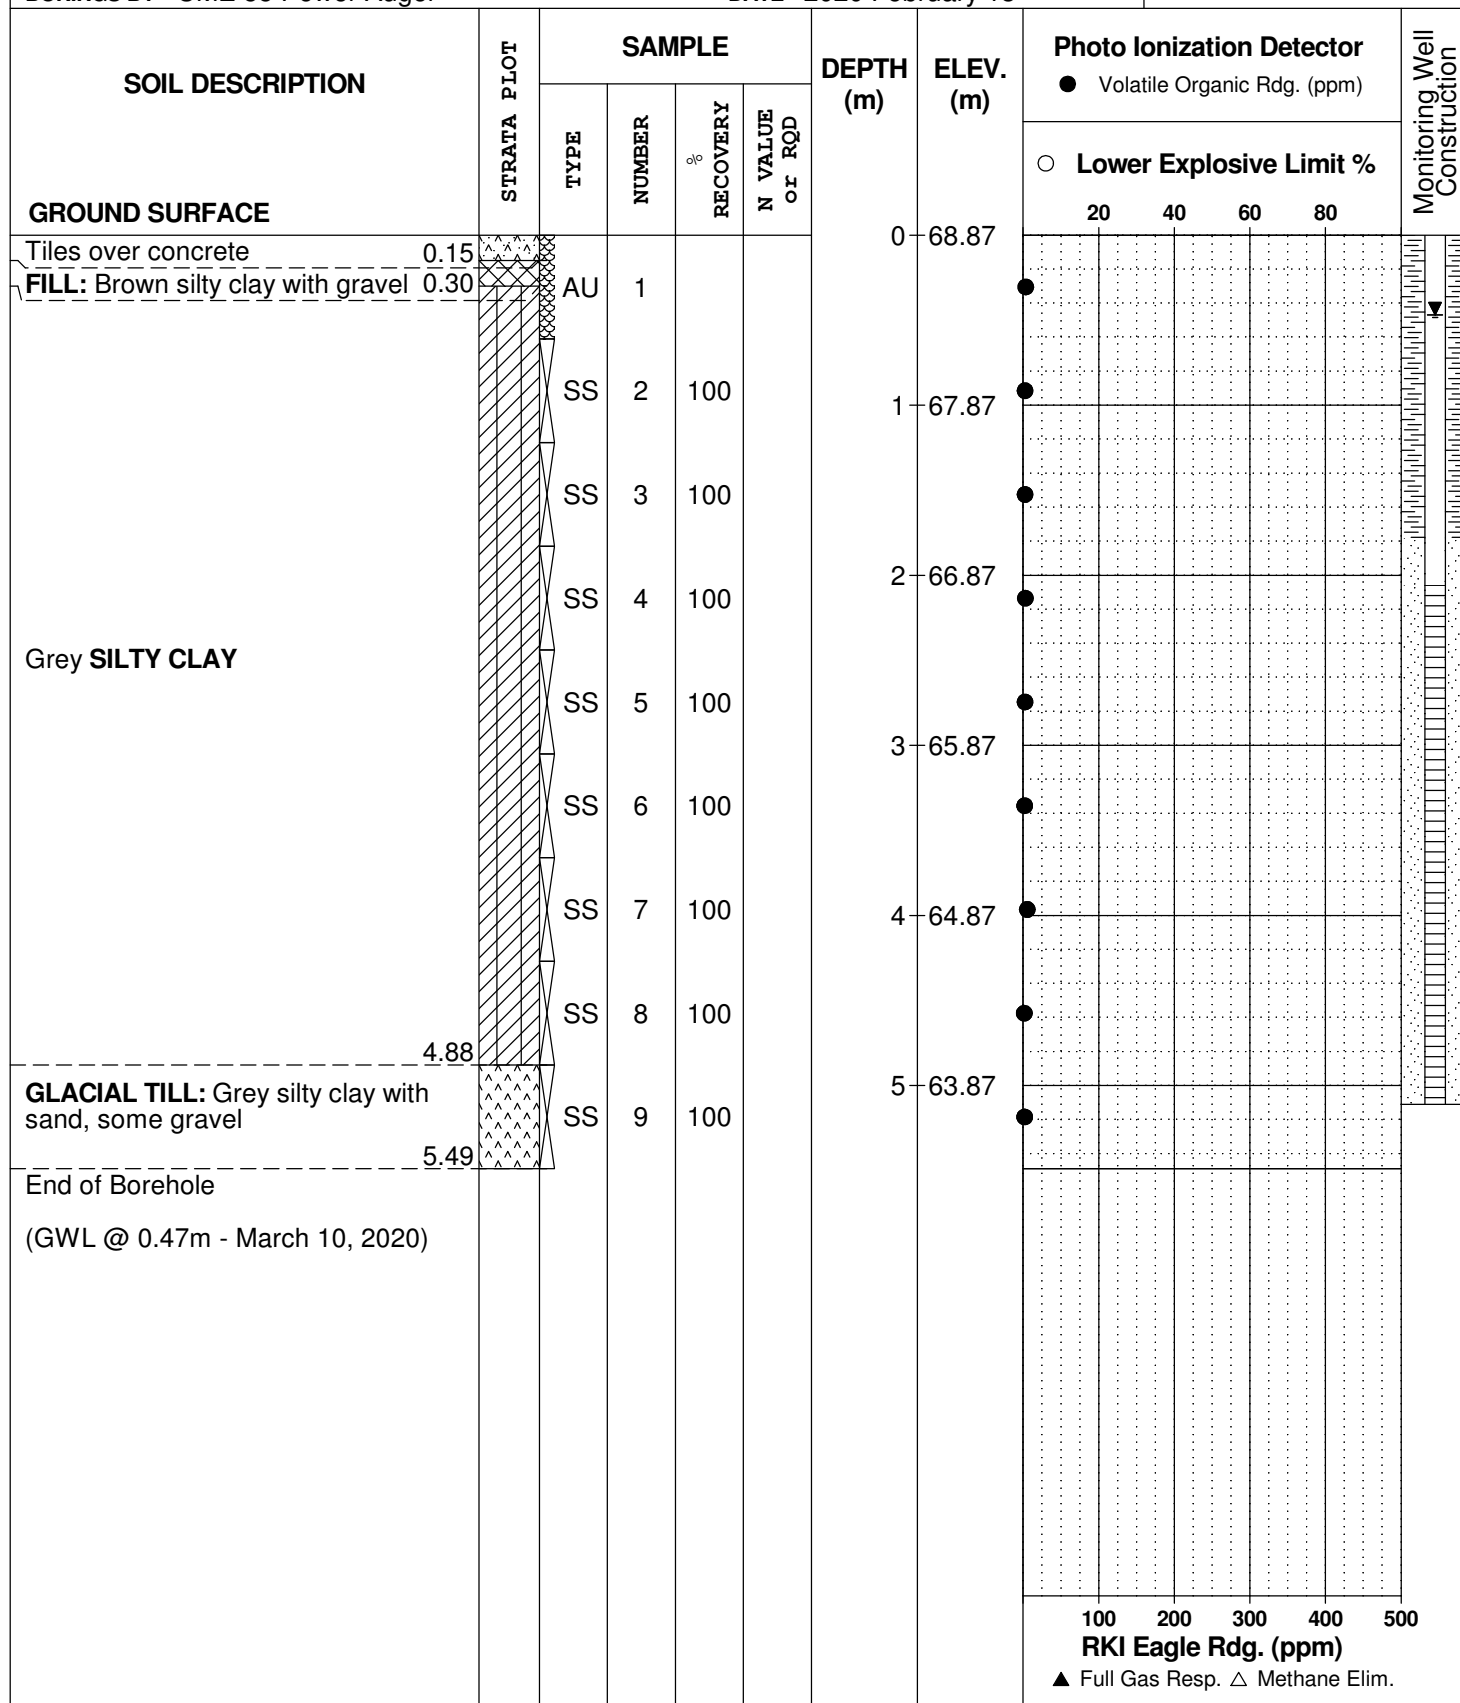 SOIL DESCRIPTION
GROUND SURFACE
STRATA PLOT
SAMPLE
TYPE
NUMBER
% RECOVERY
N VALUE or RQD
DEPTH (m)
ELEV. (m)
Photo Ionization Detector
● Volatile Organic Rdg. (ppm)
○ Lower Explosive Limit %
20 40 60 80
Monitoring Well Construction
0 68.87
Tiles over concrete 0.15
FILL: Brown silty clay with gravel 0.30
AU 1
SS 2 100
1 67.87
SS 3 100
2 66.87
SS 4 100
Grey SILTY CLAY
SS 5 100
3 65.87
SS 6 100
SS 7 100
4 64.87
SS 8 100
4.88
5 63.87
GLACIAL TILL: Grey silty clay with
sand, some gravel
SS 9 100
5.49
End of Borehole
(GWL @ 0.47m - March 10, 2020)
100 200 300 400 500
RKI Eagle Rdg. (ppm)
▲ Full Gas Resp. △ Methane Elim.